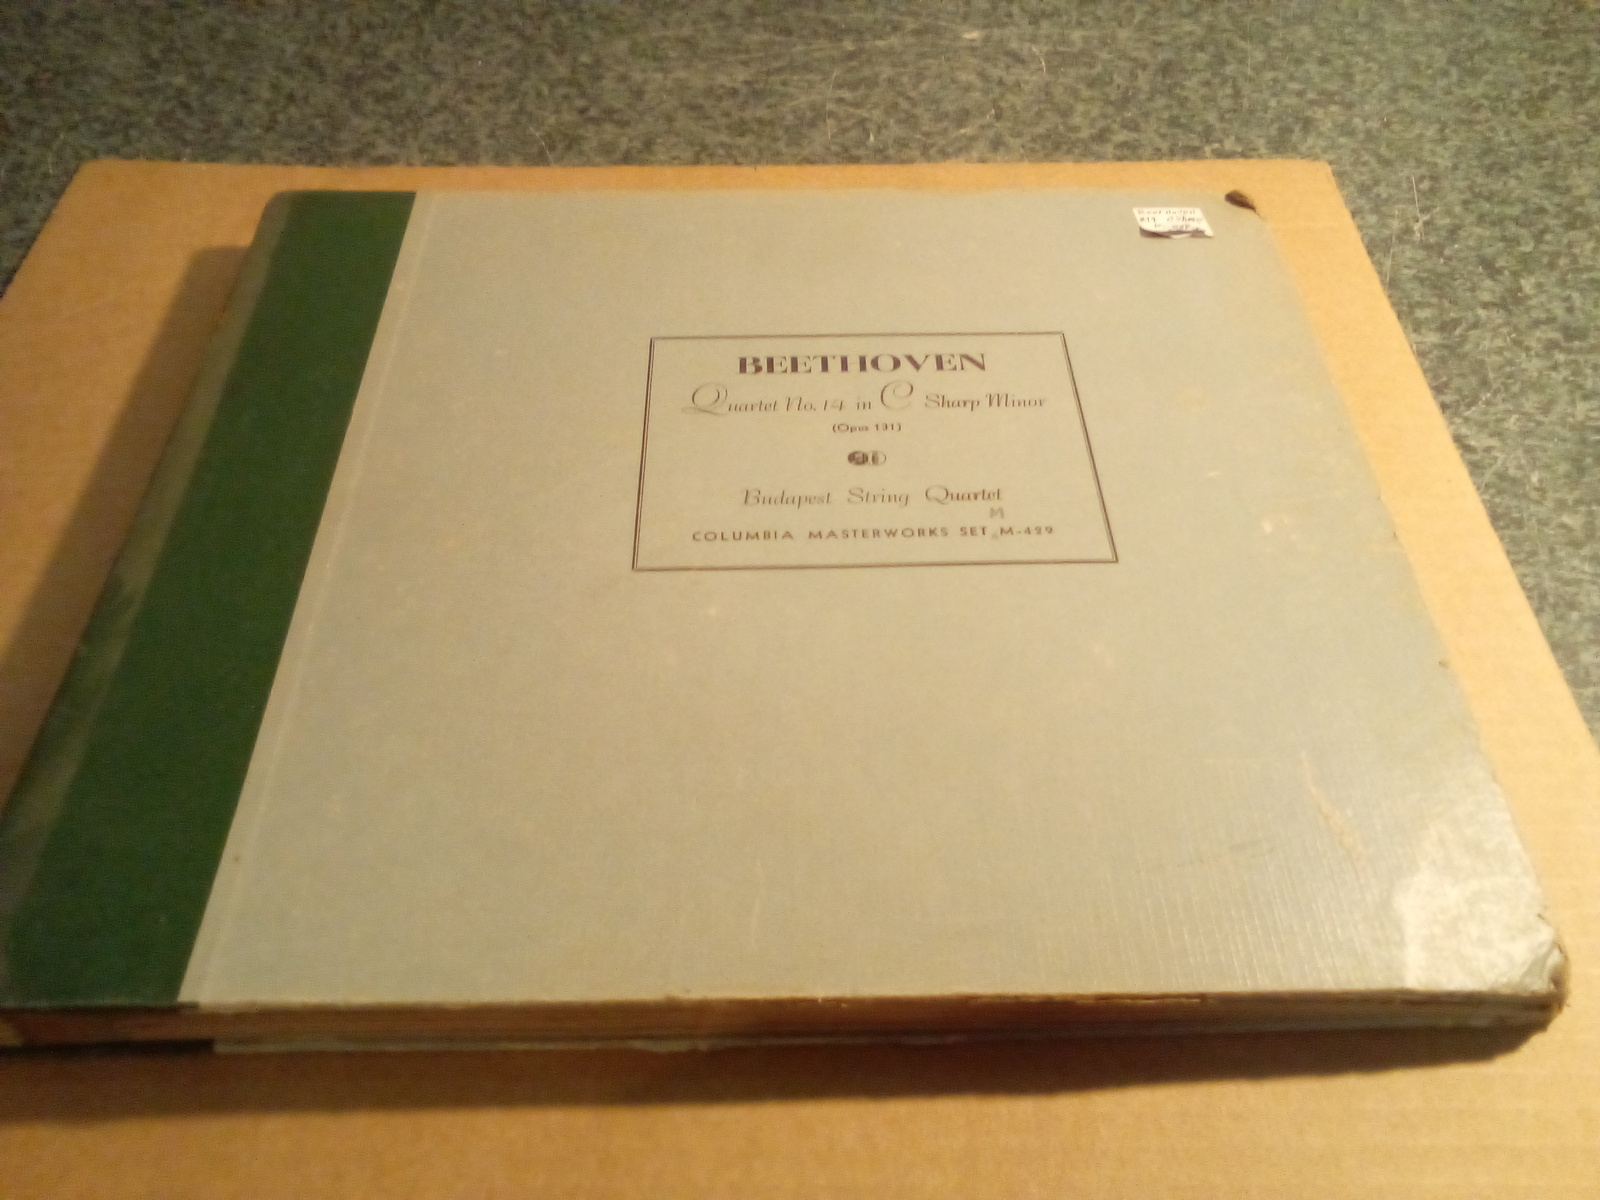 BEETHOVEN
Quartet No. 14 in C Sharp Minor
(Opus 131)
Budapest String Quartet
M
COLUMBIA MASTERWORKS SET M-429